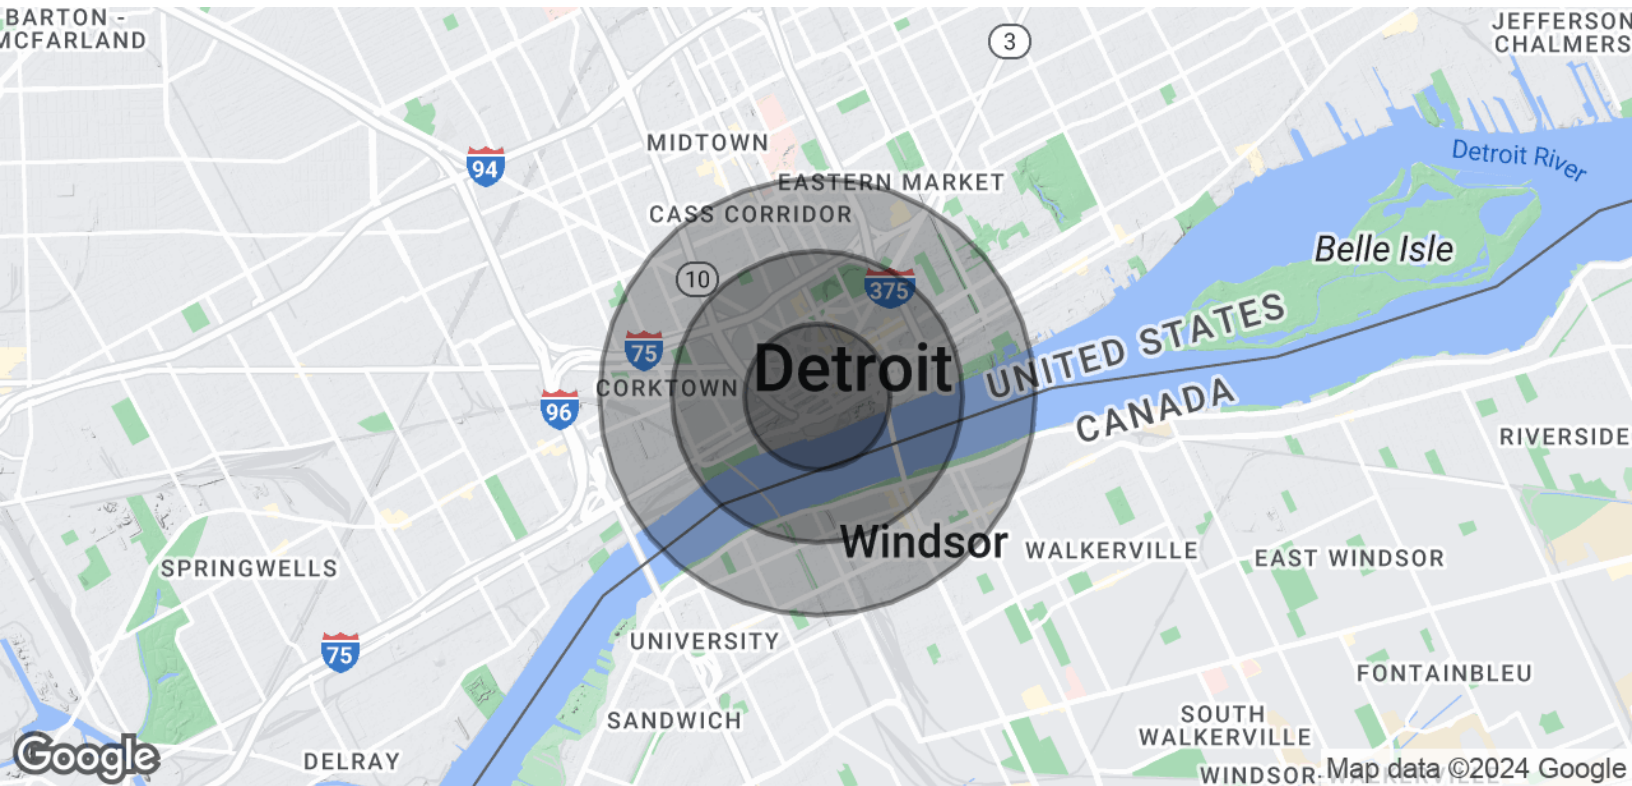 BARTON -
MCFARLAND
3
JEFFERSON
CHALMERS
94
MIDTOWN
Detroit River
EASTERN MARKET
CASS CORRIDOR
Belle Isle
10
375
UNITED STATES
75
Detroit
CORKTOWN
96
CANADA
RIVERSIDE
Windsor
WALKERVILLE
EAST WINDSOR
SPRINGWELLS
UNIVERSITY
75
FONTAINBLEU
SANDWICH
SOUTH
WALKERVILLE
Google
DELRAY
WINDSOR-WALKERVILLE
Map data ©2024 Google